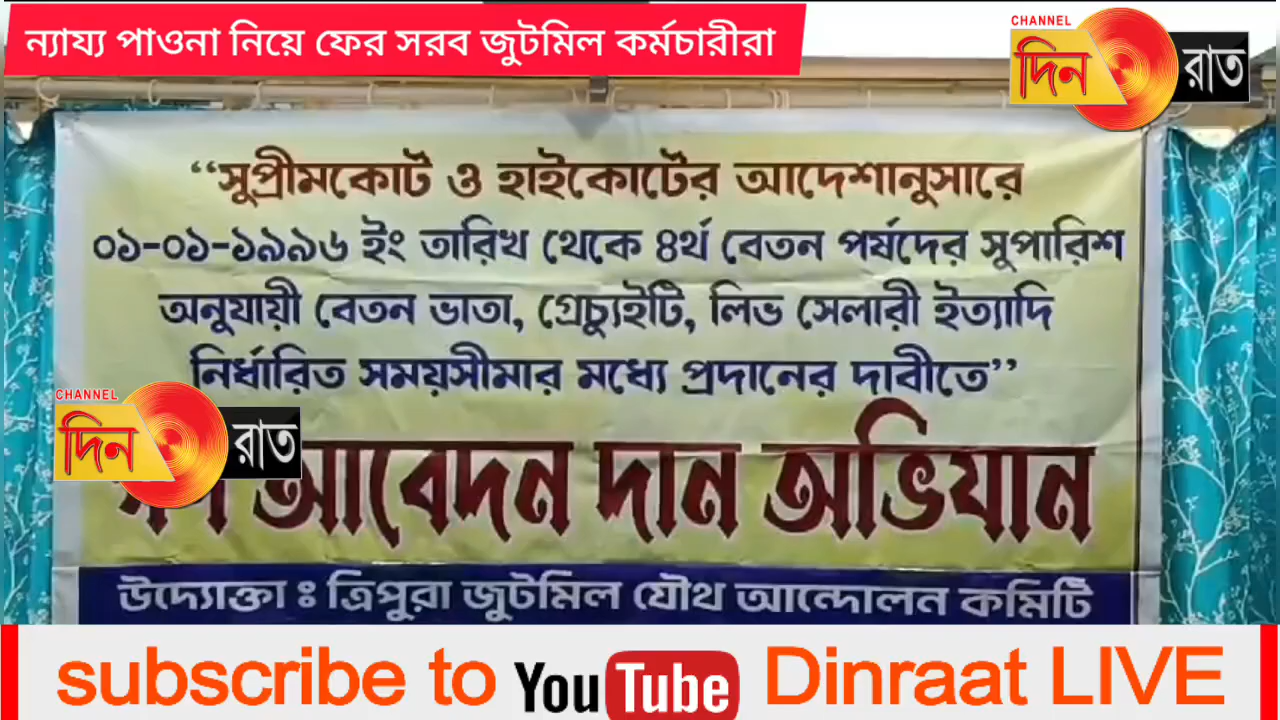 ন্যায্য পাওনা নিয়ে ফের সরব জুটমিল কর্মচারীরা
CHANNEL
দিন রাত
“সুপ্রীমকোর্ট ও হাইকোর্টের আদেশানুসারে
০১-০১-১৯৯৬ ইং তারিখ থেকে ৪র্থ বেতন পর্ষদের সুপারিশ
অনুযায়ী বেতন ভাতা, গ্রেচ্যুইটি, লিভ সেলারী ইত্যাদি
নির্ধারিত সময়সীমার মধ্যে প্রদানের দাবীতে”
CHANNEL
দিন রাত
আবেদন দান অভিযান
উদ্যোক্তা ঃ ত্রিপুরা জুটমিল যৌথ আন্দোলন কমিটি
subscribe to YouTube Dinraat LIVE